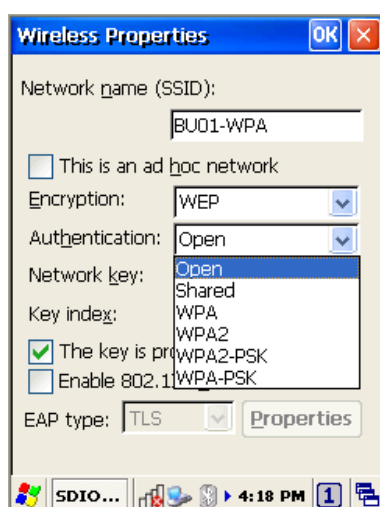 Wireless Properties OK
Network name (SSID):
BU01-WPA
This is an ad hoc network
Encryption: WEP
Authentication: Open
Network key: Open
Shared
Key index: WPA
WPA2
The key is pr WPA2-PSK
Enable 802.1 WPA-PSK
EAP type: TLS Properties
SDIO... 4:18 PM 1